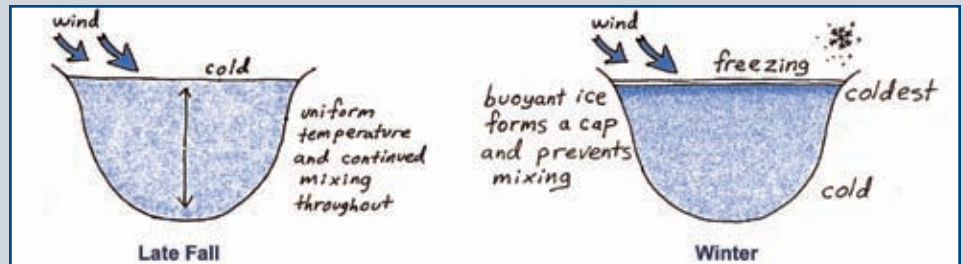 wind
cold
uniform
temperature
and continued
mixing
throughout
Late Fall
wind
freezing
coldest
buoyant ice
forms a cap
and prevents
mixing
cold
Winter